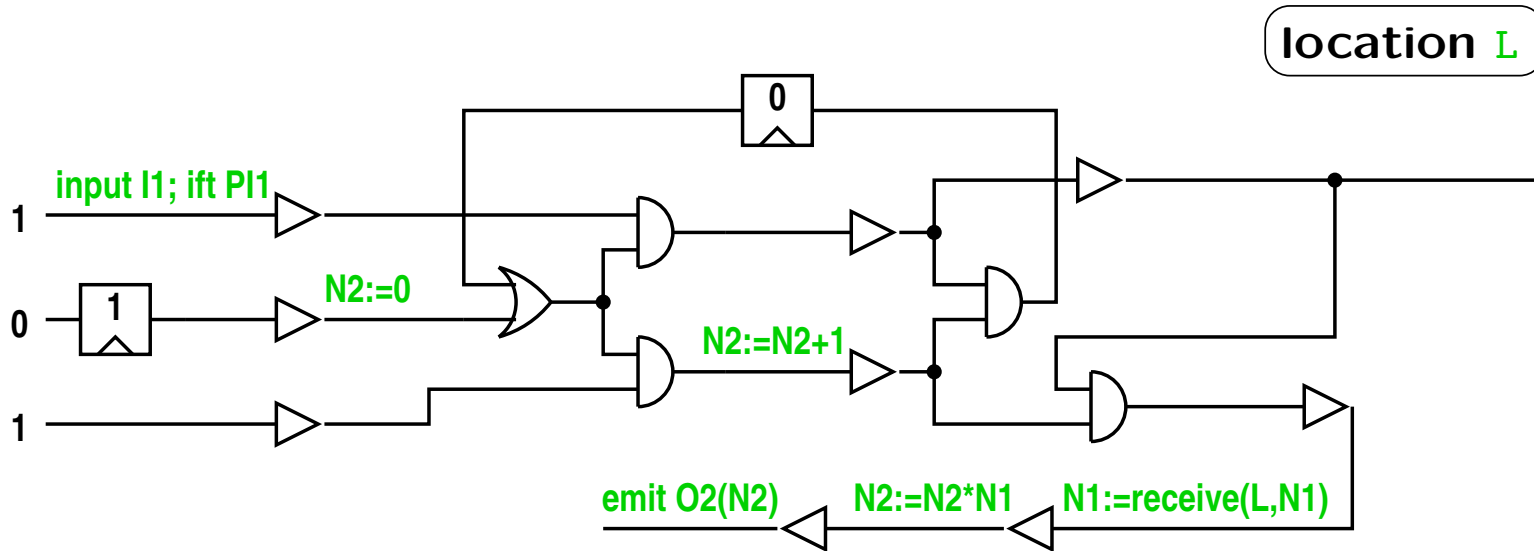 location L
0
input I1; ift PI1
1
N2:=0
1
0
N2:=N2+1
1
emit O2(N2) N2:=N2*N1 N1:=receive(L,N1)